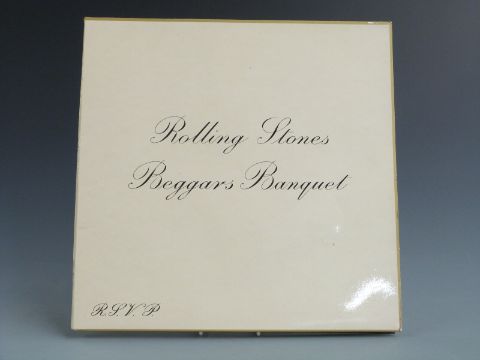 Rolling Stones
Beggars Banquet
R.S.V.P